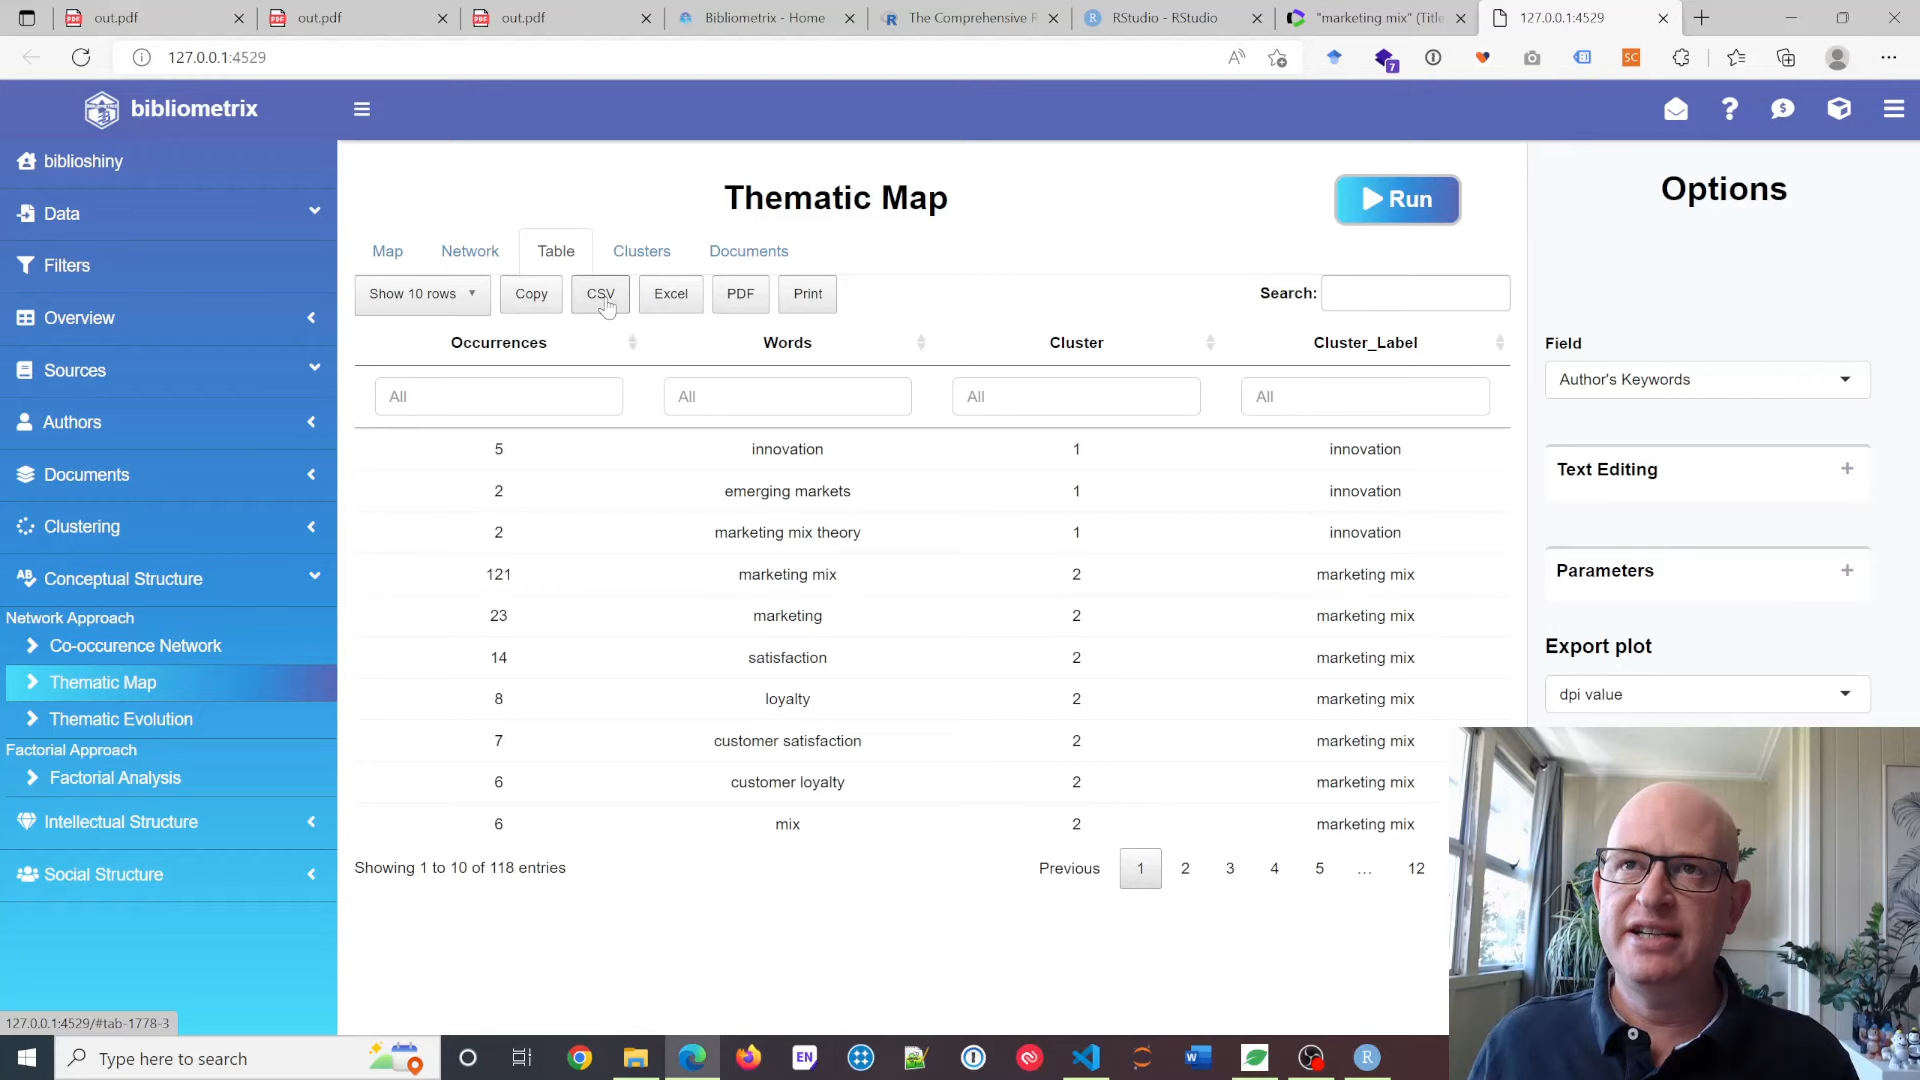 out.pdf
out.pdf
out.pdf
Bibliometrix - Home
The Comprehensive R
RStudio - RStudio
"marketing mix" (Title
127.0.0.1:4529
127.0.0.1:4529
7
SC
bibliometrix
biblioshiny
Data
Filters
Overview
Sources
Authors
Documents
Clustering
Conceptual Structure
Network Approach
Co-occurence Network
Thematic Map
Thematic Evolution
Factorial Approach
Factorial Analysis
Intellectual Structure
Social Structure
127.0.0.1:4529/#tab-1778-3
Thematic Map
Run
Map Network Table Clusters Documents
Show 10 rows Copy CSV Excel PDF Print Search:
Occurrences Words Cluster Cluster_Label
All All All All
5 innovation 1 innovation
2 emerging markets 1 innovation
2 marketing mix theory 1 innovation
121 marketing mix 2 marketing mix
23 marketing 2 marketing mix
14 satisfaction 2 marketing mix
8 loyalty 2 marketing mix
7 customer satisfaction 2 marketing mix
6 customer loyalty 2 marketing mix
6 mix 2 marketing mix
Showing 1 to 10 of 118 entries
Previous 1 2 3 4 5 … 12
Options
Field
Author's Keywords
Text Editing
Parameters
Export plot
dpi value
Type here to search
EN